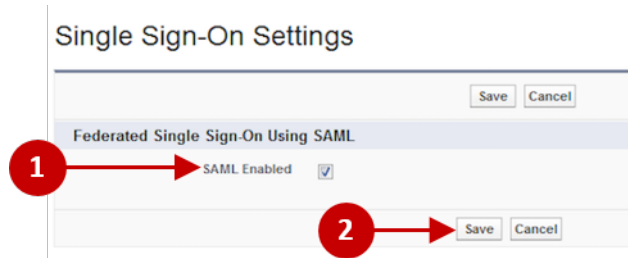 Single Sign-On Settings
Save Cancel
Federated Single Sign-On Using SAML
1 SAML Enabled
2 Save Cancel